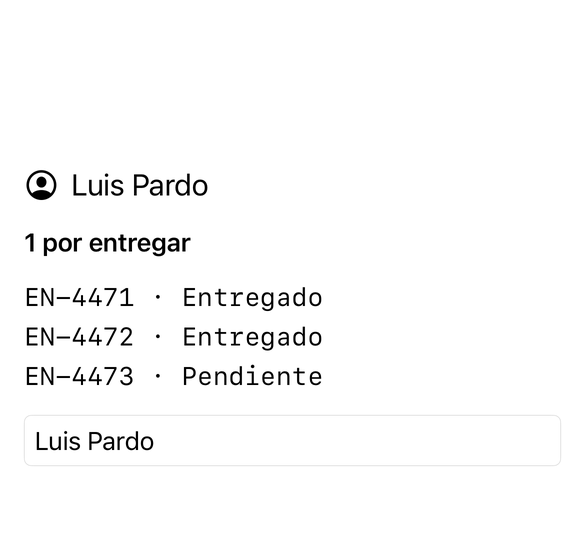 Luis Pardo
1 por entregar
EN–4471 · Entregado
EN–4472 · Entregado
EN–4473 · Pendiente
Luis Pardo